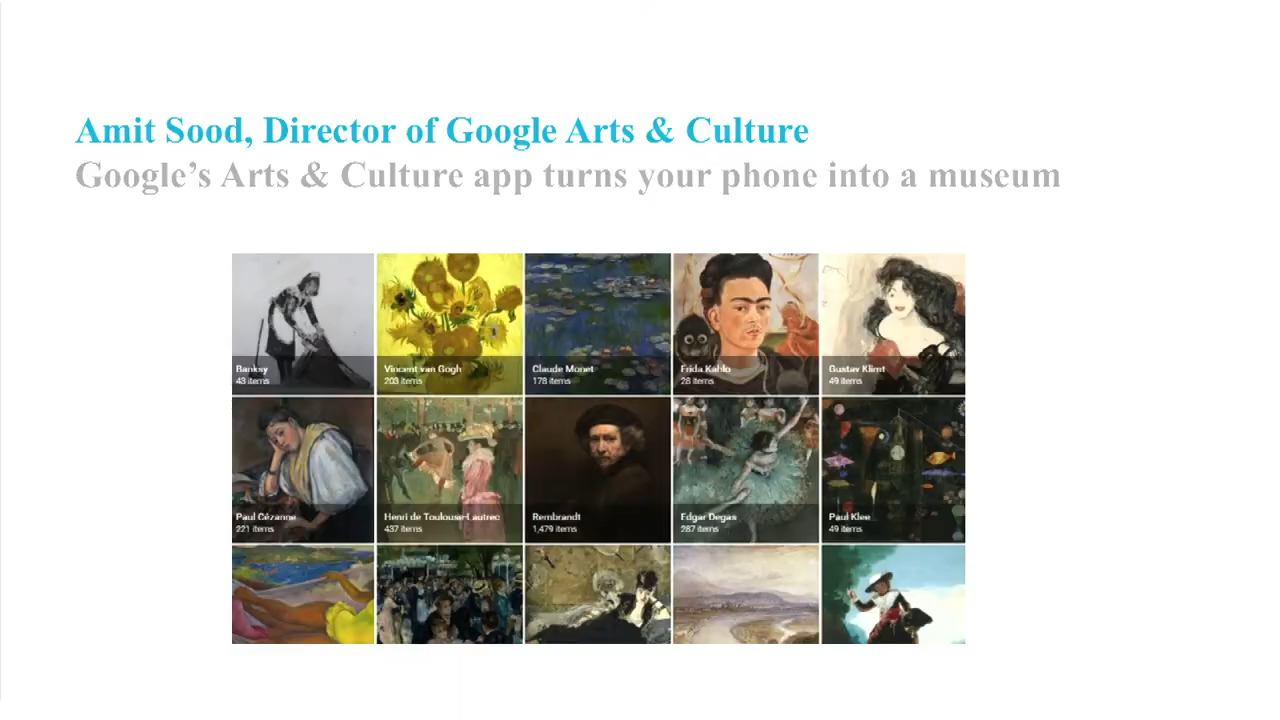 Amit Sood, Director of Google Arts & Culture
Google's Arts & Culture app turns your phone into a museum
Banksy
43 items
Vincent van Gogh
203 items
Claude Monet
178 items
Frida Kahlo
28 items
Gustav Klimt
49 items
Paul Cézanne
221 items
Henri de Toulouse-Lautrec
437 items
Rembrandt
1,479 items
Edgar Degas
287 items
Paul Klee
49 items